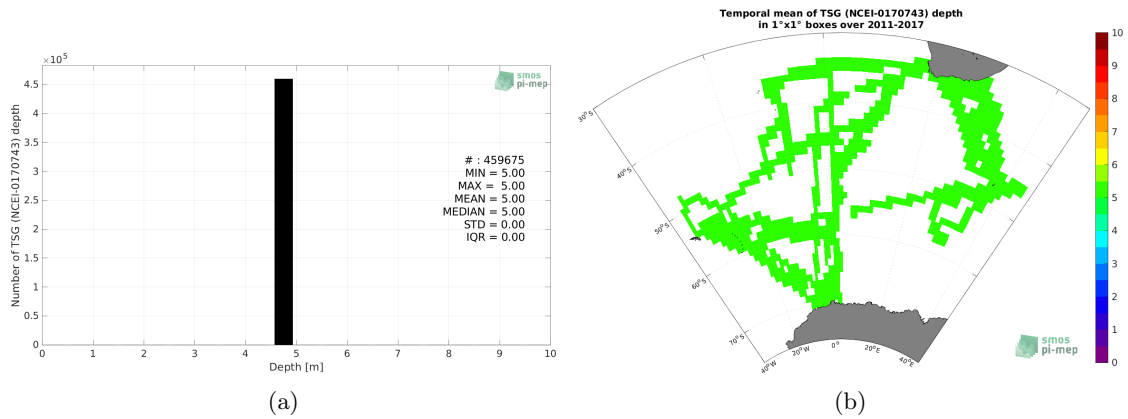 ×10⁵
4.5
4
3.5
3
2.5
2
1.5
1
0.5
0
Number of TSG (NCEI-0170743) depth
smos
pi-mep
# : 459675
MIN = 5.00
MAX = 5.00
MEAN = 5.00
MEDIAN = 5.00
STD = 0.00
IQR = 0.00
0 1 2 3 4 5 6 7 8 9 10
Depth [m]
(a)
Temporal mean of TSG (NCEI-0170743) depth
in 1°x1° boxes over 2011-2017
30°S
40°S
50°S
60°S
70°S
40°W
20°W
0°
20°E
40°E
smos
pi-mep
10
9
8
7
6
5
4
3
2
1
0
(b)